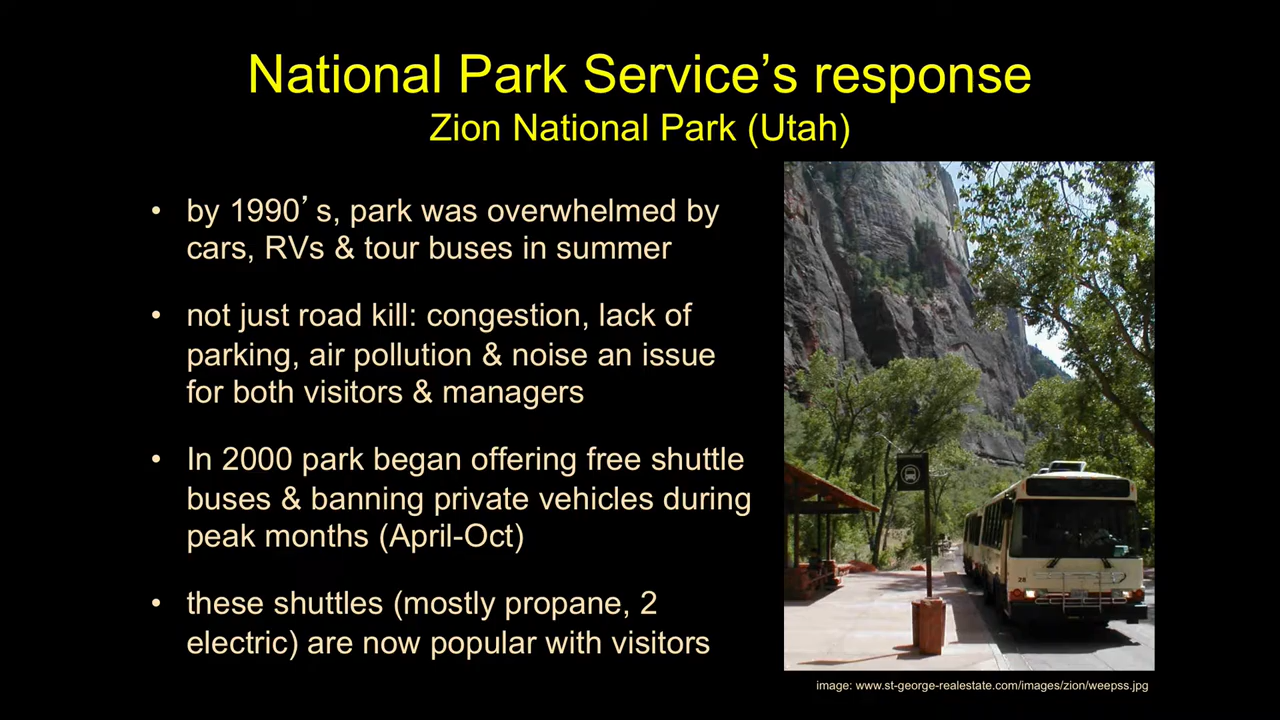 National Park Service’s response
Zion National Park (Utah)
• by 1990’s, park was overwhelmed by
cars, RVs & tour buses in summer
• not just road kill: congestion, lack of
parking, air pollution & noise an issue
for both visitors & managers
• In 2000 park began offering free shuttle
buses & banning private vehicles during
peak months (April-Oct)
• these shuttles (mostly propane, 2
electric) are now popular with visitors
28
image: www.st-george-realestate.com/images/zion/weepss.jpg